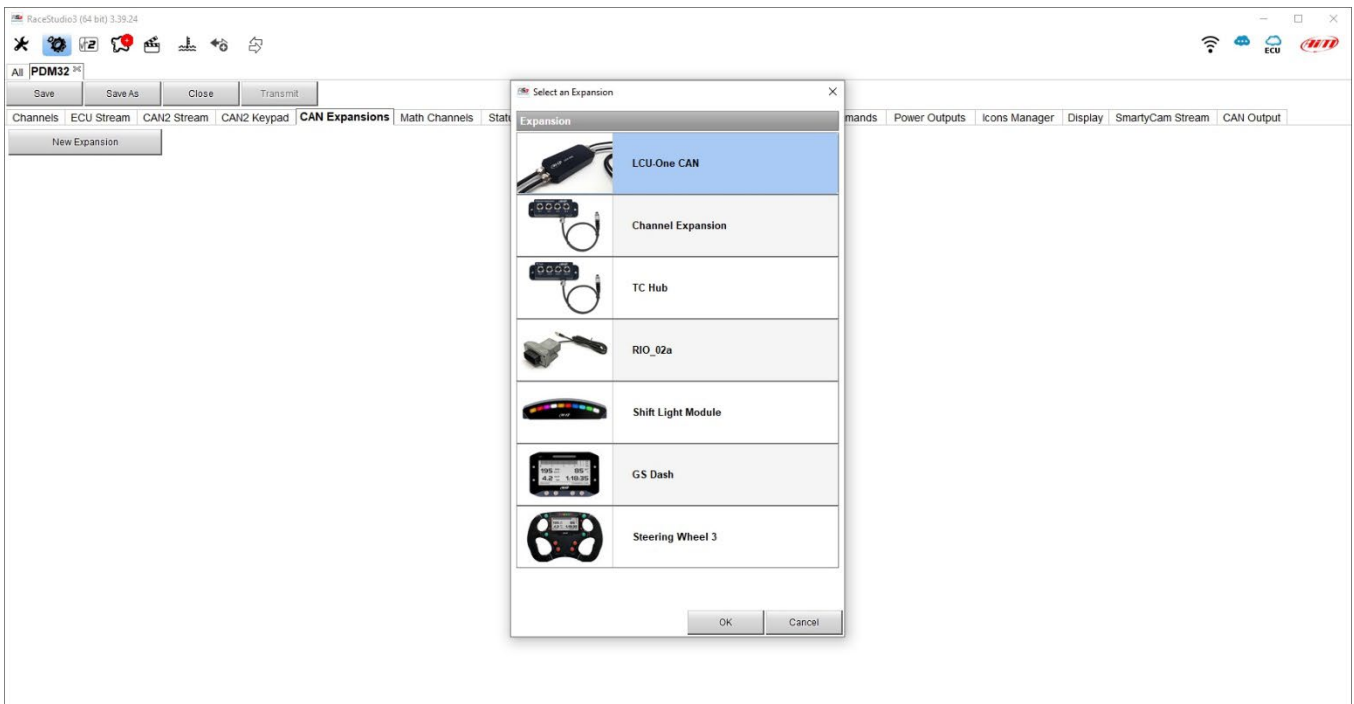 RaceStudio3 (64 bit) 3.39.24
ECU
All PDM32
Save Save As Close Transmit
Channels ECU Stream CAN2 Stream CAN2 Keypad CAN Expansions Math Channels Statu mands Power Outputs Icons Manager Display SmartyCam Stream CAN Output
New Expansion
Select an Expansion
Expansion
LCU-One CAN
Channel Expansion
TC Hub
RIO_02a
Shift Light Module
GS Dash
Steering Wheel 3
OK Cancel